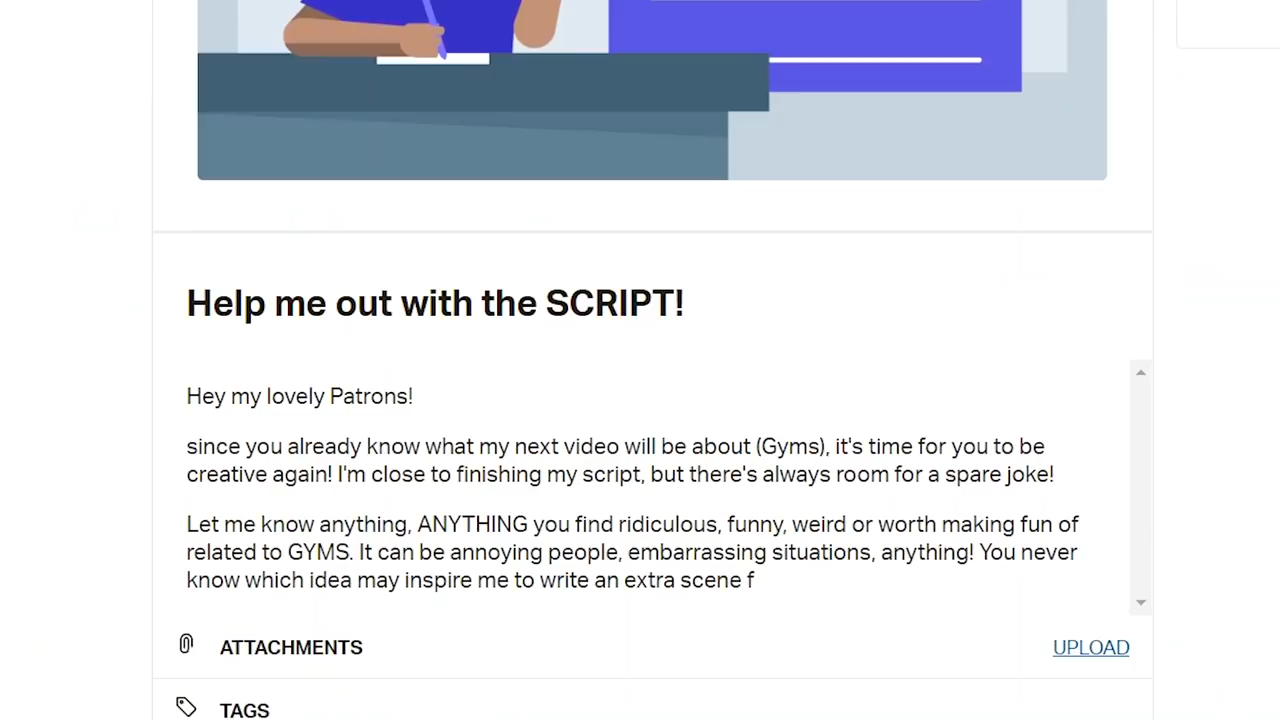 Help me out with the SCRIPT!
Hey my lovely Patrons!
since you already know what my next video will be about (Gyms), it's time for you to be
creative again! I'm close to finishing my script, but there's always room for a spare joke!
Let me know anything, ANYTHING you find ridiculous, funny, weird or worth making fun of
related to GYMS. It can be annoying people, embarrassing situations, anything! You never
know which idea may inspire me to write an extra scene f
ATTACHMENTS
UPLOAD
TAGS